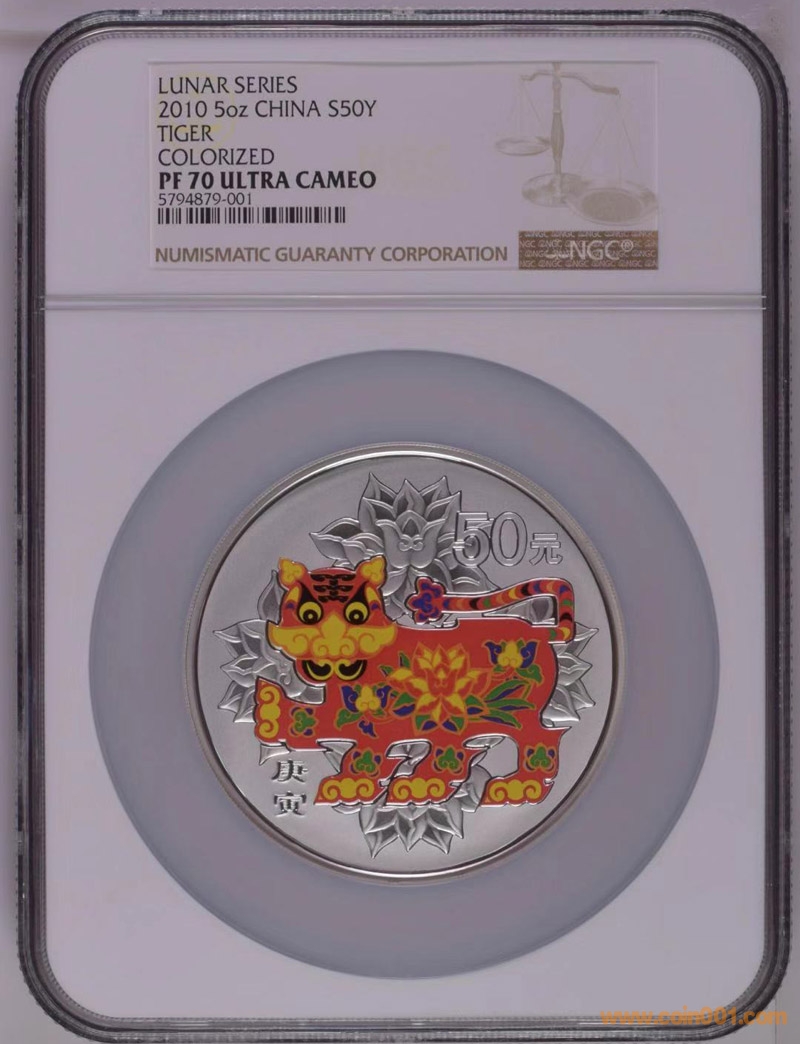 LUNAR SERIES
2010 5oz CHINA S50Y
TIGER
COLORIZED
PF 70 ULTRA CAMEO
5794879-001
NUMISMATIC GUARANTY CORPORATION
NGC
50元
庚
寅
www.coin001.com